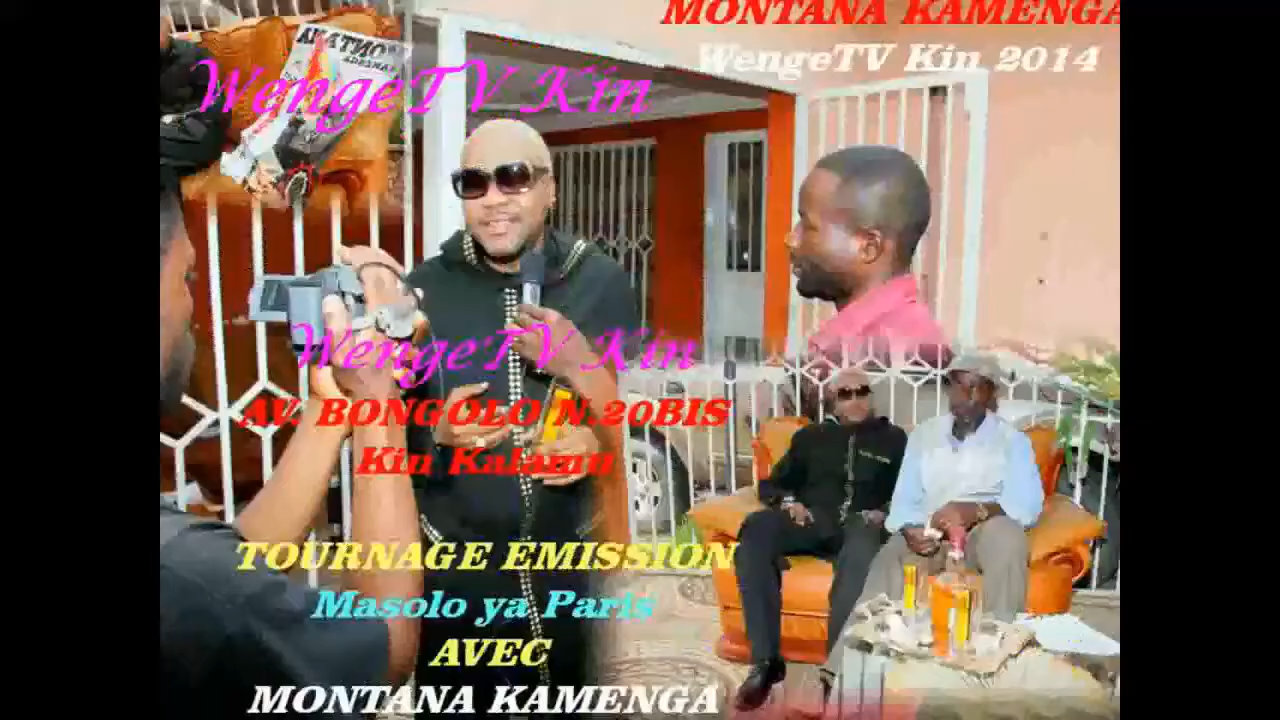 MONTANA KAMENGA
WengeTV Kin 2014
WengeTV Kin
WengeTV Kin
AV. BONGOLO N.20BIS
Kin Kalamu
TOURNAGE EMISSION
Masolo ya Paris
AVEC
MONTANA KAMENGA